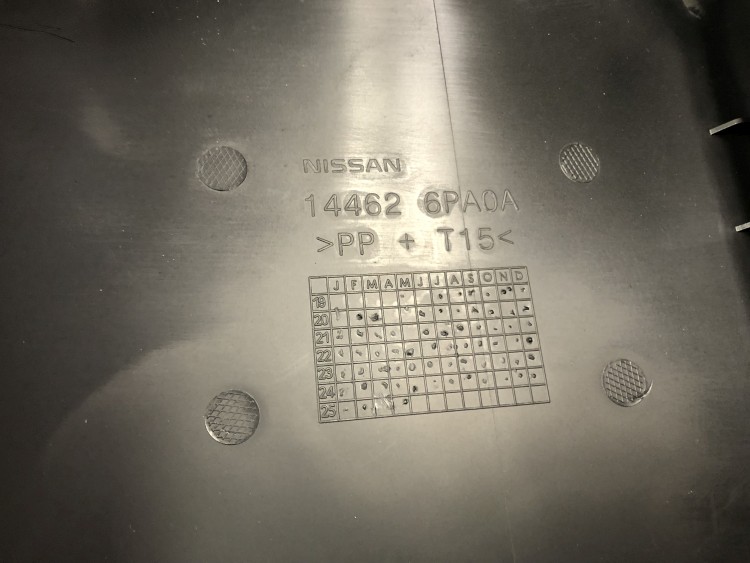 NISSAN
14462 6PA0A
>PP + T15<
J F M A M J J A S O N D
19
20
21
22
23
24
25